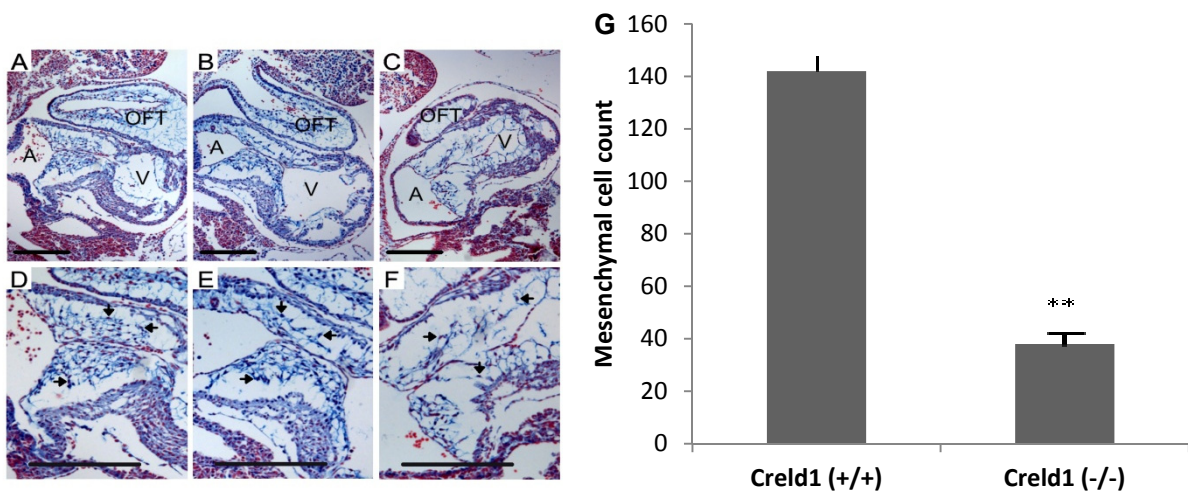 A
B
C
G
OFT
OFT
OFT
A
V
A
V
A
V
D
E
F
Mesenchymal cell count
160
140
120
100
80
60
40
20
0
**
Creld1 (+/+)
Creld1 (-/-)